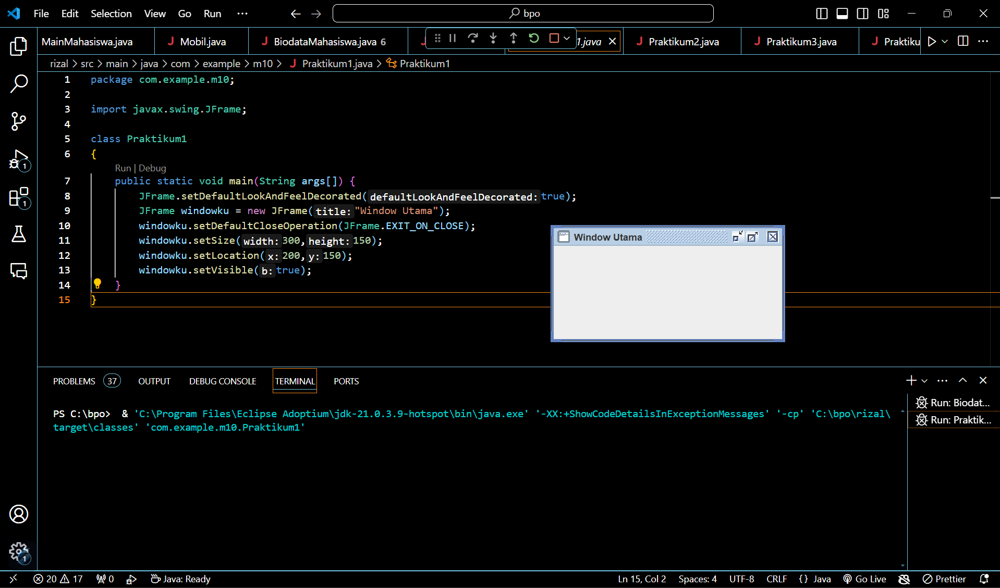 File Edit Selection View Go Run ··· bpo
MainMahasiswa.java J Mobil.java J BiodataMahasiswa.java 6 1.java J Praktikum2.java J Praktikum3.java J Praktiku
rizal > src > main > java > com > example > m10 > J Praktikum1.java > Praktikum1
1 package com.example.m10;
2
3 import javax.swing.JFrame;
4
5 class Praktikum1
6 {
Run | Debug
7 public static void main(String args[]) {
8 JFrame.setDefaultLookAndFeelDecorated(defaultLookAndFeelDecorated:true);
9 JFrame windowku = new JFrame(title:"Window Utama");
10 windowku.setDefaultCloseOperation(JFrame.EXIT_ON_CLOSE);
11 windowku.setSize(width:300,height:150);
12 windowku.setLocation(x:200,y:150);
13 windowku.setVisible(b:true);
14 }
15 }
Window Utama
PROBLEMS 37 OUTPUT DEBUG CONSOLE TERMINAL PORTS
PS C:\bpo> & 'C:\Program Files\Eclipse Adoptium\jdk-21.0.3.9-hotspot\bin\java.exe' '-XX:+ShowCodeDetailsInExceptionMessages' '-cp' 'C:\bpo\rizal\
target\classes' 'com.example.m10.Praktikum1'
Run: Biodat...
Run: Praktik...
1
1
1
20 17 0 Java: Ready Ln 15, Col 2 Spaces: 4 UTF-8 CRLF {} Java Go Live Prettier